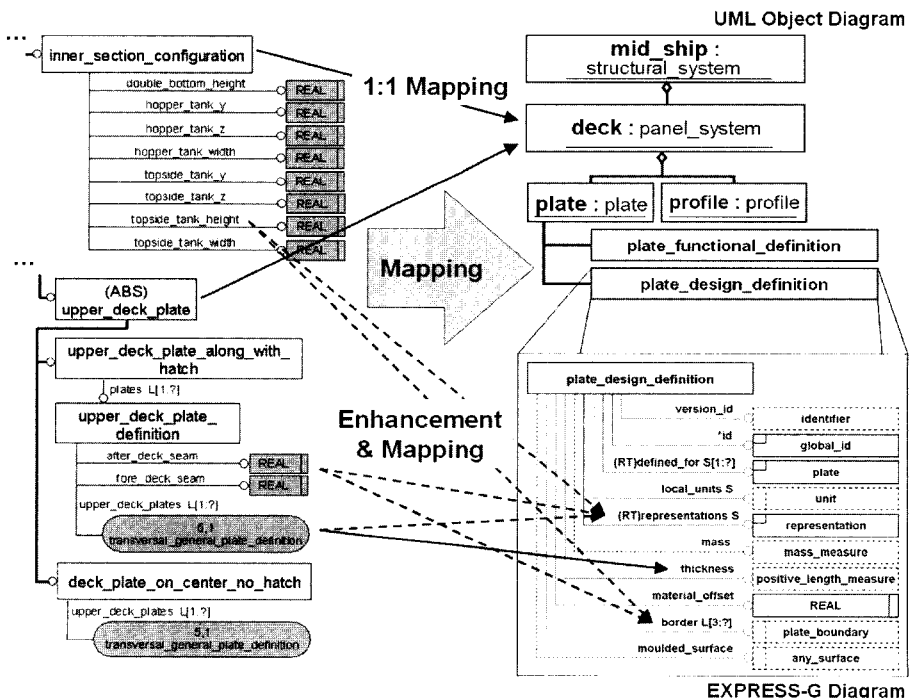 UML Object Diagram
...
inner_section_configuration
double_bottom_height
REAL
hopper_tank_y
REAL
hopper_tank_z
REAL
hopper_tank_width
REAL
topside_tank_y
REAL
topside_tank_z
REAL
topside_tank_height
REAL
topside_tank_width
REAL
...
(ABS)
upper_deck_plate
upper_deck_plate_along_with_
hatch
plates L[1:?]
upper_deck_plate_
definition
after_deck_seam
REAL
fore_deck_seam
REAL
upper_deck_plates L[1:?]
5,1
transversal_general_plate_definition
deck_plate_on_center_no_hatch
upper_deck_plates L[1:?]
5,1
transversal_general_plate_definition
1:1 Mapping
Mapping
Enhancement
& Mapping
mid_ship :
structural_system
deck : panel_system
plate : plate
profile : profile
plate_functional_definition
plate_design_definition
plate_design_definition
version_id
identifier
*id
global_id
(RT)defined_for S[1:?]
plate
local_units S
unit
(RT)representations S
representation
mass
mass_measure
thickness
positive_length_measure
material_offset
REAL
border L[3:?]
plate_boundary
moulded_surface
any_surface
EXPRESS-G Diagram